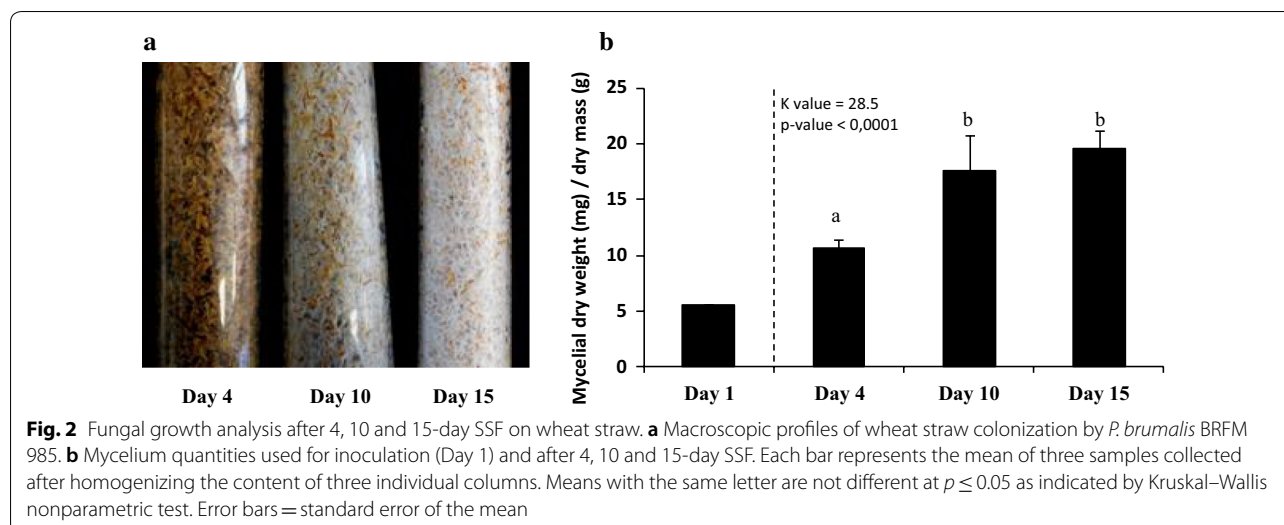 a
b
Mycelial dry weight (mg) / dry mass (g)
25
20
15
10
5
0
K value = 28.5
p-value < 0,0001
a
b
b
Day 4 Day 10 Day 15
Day 1 Day 4 Day 10 Day 15
Fig. 2 Fungal growth analysis after 4, 10 and 15-day SSF on wheat straw. a Macroscopic profiles of wheat straw colonization by P. brumalis BRFM
985. b Mycelium quantities used for inoculation (Day 1) and after 4, 10 and 15-day SSF. Each bar represents the mean of three samples collected
after homogenizing the content of three individual columns. Means with the same letter are not different at p ≤ 0.05 as indicated by Kruskal–Wallis
nonparametric test. Error bars = standard error of the mean